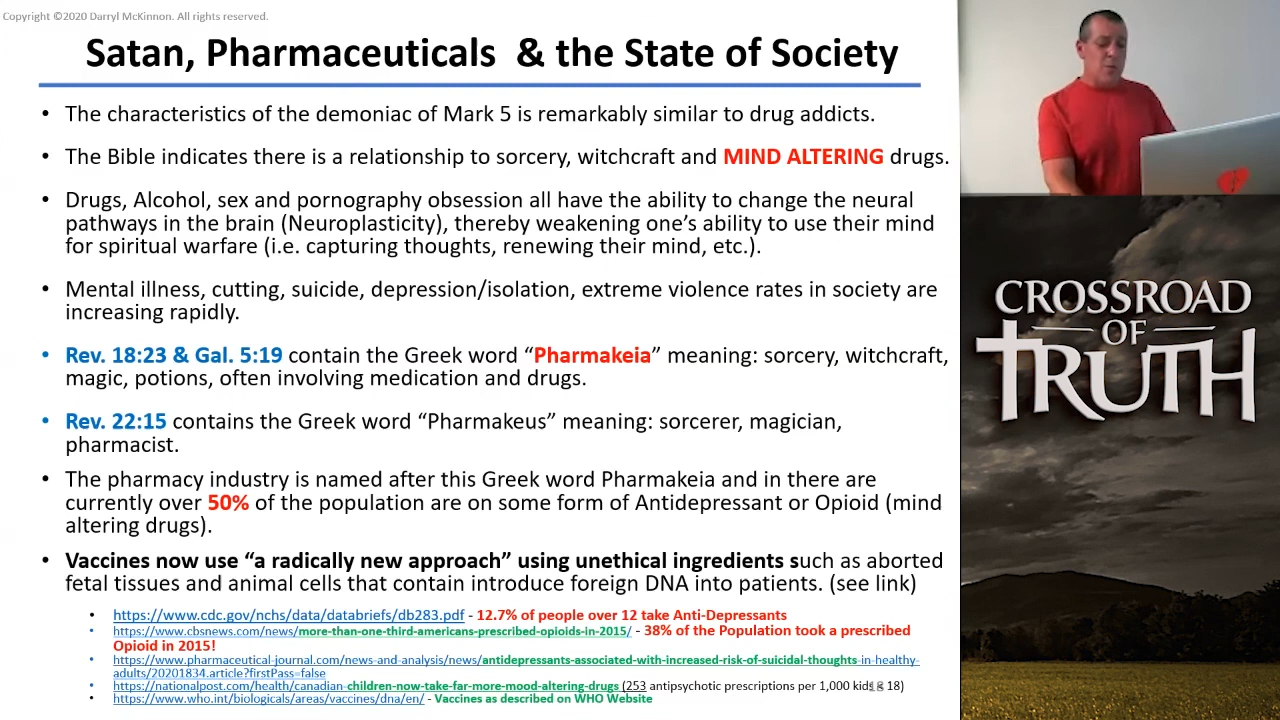 Copyright ©2020 Darryl McKinnon. All rights reserved.
Satan, Pharmaceuticals & the State of Society
• The characteristics of the demoniac of Mark 5 is remarkably similar to drug addicts.
• The Bible indicates there is a relationship to sorcery, witchcraft and MIND ALTERING drugs.
• Drugs, Alcohol, sex and pornography obsession all have the ability to change the neural
pathways in the brain (Neuroplasticity), thereby weakening one's ability to use their mind
for spiritual warfare (i.e. capturing thoughts, renewing their mind, etc.).
• Mental illness, cutting, suicide, depression/isolation, extreme violence rates in society are
increasing rapidly.
• Rev. 18:23 & Gal. 5:19 contain the Greek word “Pharmakeia” meaning: sorcery, witchcraft,
magic, potions, often involving medication and drugs.
• Rev. 22:15 contains the Greek word “Pharmakeus” meaning: sorcerer, magician,
pharmacist.
• The pharmacy industry is named after this Greek word Pharmakeia and in there are
currently over 50% of the population are on some form of Antidepressant or Opioid (mind
altering drugs).
• Vaccines now use “a radically new approach” using unethical ingredients such as aborted
fetal tissues and animal cells that contain introduce foreign DNA into patients. (see link)
• https://www.cdc.gov/nchs/data/databriefs/db283.pdf - 12.7% of people over 12 take Anti-Depressants
• https://www.cbsnews.com/news/more-than-one-third-americans-prescribed-opioids-in-2015/ - 38% of the Population took a prescribed
Opioid in 2015!
• https://www.pharmaceutical-journal.com/news-and-analysis/news/antidepressants-associated-with-increased-risk-of-suicidal-thoughts-in-healthy-
adults/20201834.article?firstPass=false
• https://nationalpost.com/health/canadian-children-now-take-far-more-mood-altering-drugs (253 antipsychotic prescriptions per 1,000 kids < 18)
• http://www.who.int/biologicals/areas/vaccines/dna/en/ - Vaccines as described on WHO Website
CROSSROAD
OF
TRUTH